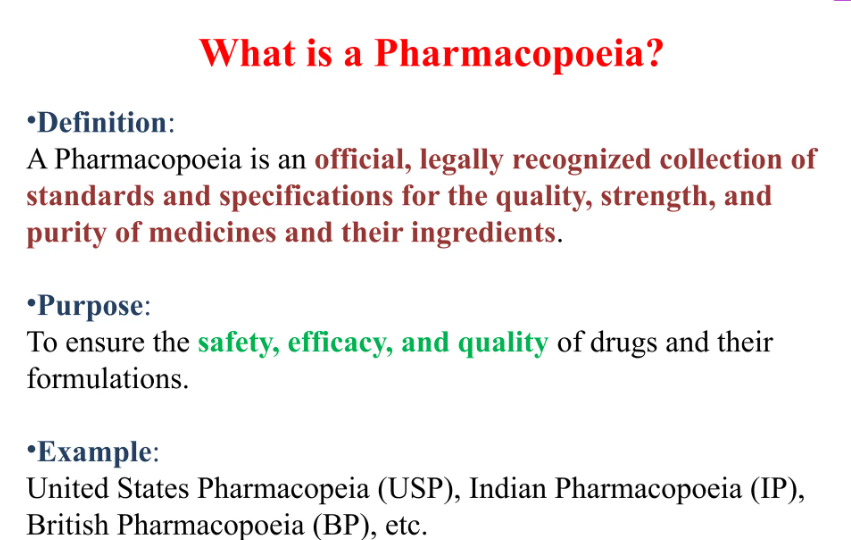 What is a Pharmacopoeia?
•Definition:
A Pharmacopoeia is an official, legally recognized collection of
standards and specifications for the quality, strength, and
purity of medicines and their ingredients.
•Purpose:
To ensure the safety, efficacy, and quality of drugs and their
formulations.
•Example:
United States Pharmacopeia (USP), Indian Pharmacopoeia (IP),
British Pharmacopoeia (BP), etc.